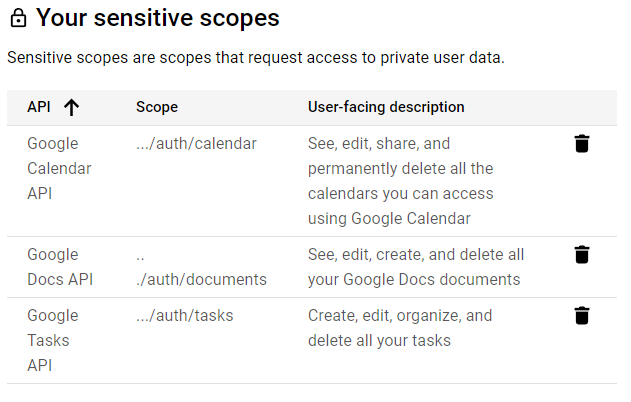 Your sensitive scopes
Sensitive scopes are scopes that request access to private user data.
API Scope User-facing description
Google .../auth/calendar See, edit, share, and
Calendar permanently delete all the
API calendars you can access
using Google Calendar
Google .. See, edit, create, and delete all
Docs API ./auth/documents your Google Docs documents
Google .../auth/tasks Create, edit, organize, and
Tasks delete all your tasks
API